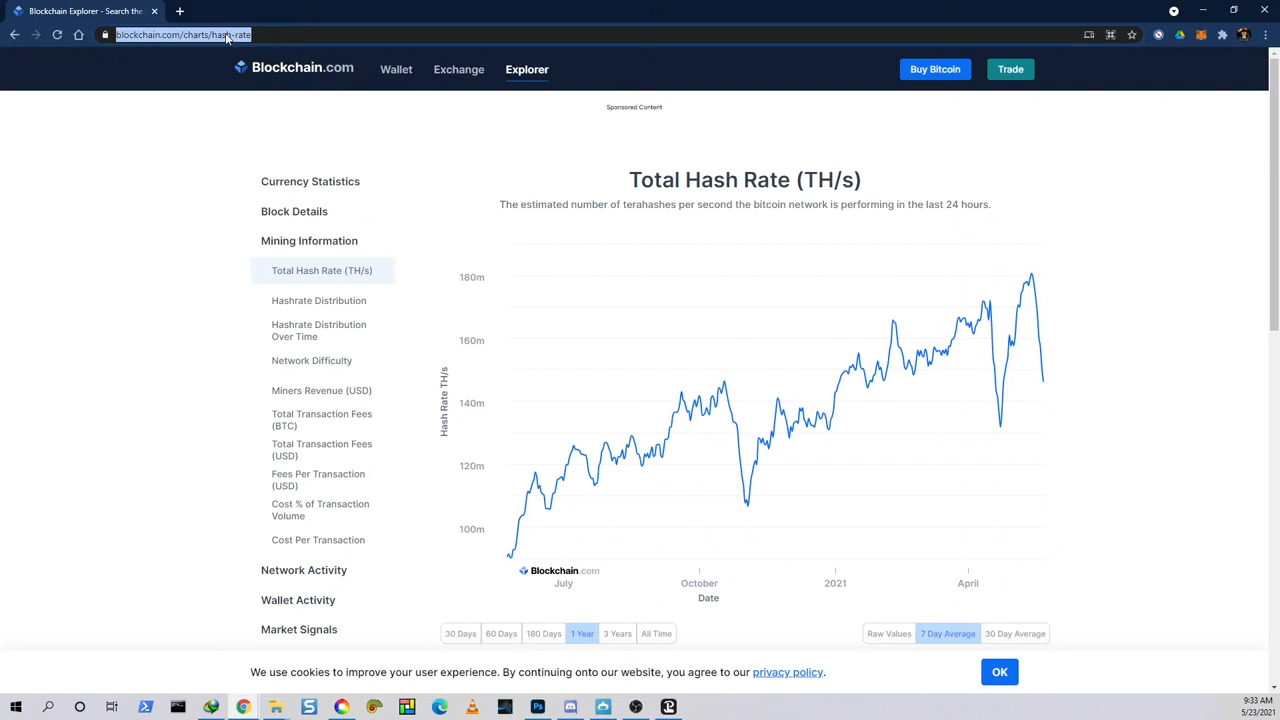 Blockchain Explorer - Search the
blockchain.com/charts/hash-rate
Blockchain.com
Wallet
Exchange
Explorer
Buy Bitcoin
Trade
Sponsored Content
Currency Statistics
Block Details
Mining Information
Total Hash Rate (TH/s)
Hashrate Distribution
Hashrate Distribution
Over Time
Network Difficulty
Miners Revenue (USD)
Total Transaction Fees
(BTC)
Total Transaction Fees
(USD)
Fees Per Transaction
(USD)
Cost % of Transaction
Volume
Cost Per Transaction
Network Activity
Wallet Activity
Market Signals
Total Hash Rate (TH/s)
The estimated number of terahashes per second the bitcoin network is performing in the last 24 hours.
180m
160m
140m
120m
100m
Hash Rate TH/s
Blockchain.com
July
October
2021
April
Date
30 Days
60 Days
180 Days
1 Year
3 Years
All Time
Raw Values
7 Day Average
30 Day Average
We use cookies to improve your user experience. By continuing onto our website, you agree to our privacy policy.
OK
9:33 AM
5/23/2021